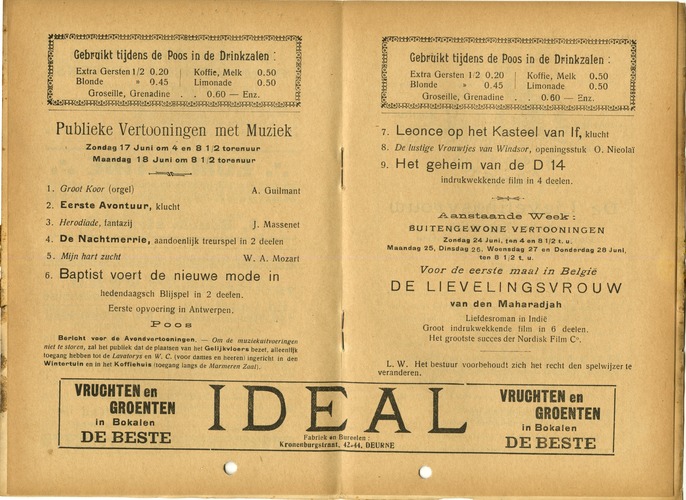 Gebruikt tijdens de Poos in de Drinkzalen :
Extra Gersten 1/2 0.20 Koffie, Melk 0.50
Blonde » 0.45 Limonade 0.50
Groseille, Grenadine . . 0.60 — Enz.
Publieke Vertooningen met Muziek
Zondag 17 Juni om 4 en 8 1/2 torenuur
Maandag 18 Juni om 8 1/2 torenuur
1. Groot Koor (orgel) A. Guilmant
2. Eerste Avontuur, klucht
3. Herodiade, fantazij J. Massenet
4. De Nachtmerrie, aandoenlijk treurspel in 2 deelen
5. Mijn hart zucht W. A. Mozart
6. Baptist voert de nieuwe mode in
hedendaagsch Blijspel in 2 deelen.
Eerste opvoering in Antwerpen.
Poos
Bericht voor de Avondvertooningen. — Om de muziekuitvoeringen
niet te storen, zal het publiek dat de plaatsen van het Gelijkvloers bezet, alleenlijk
toegang hebben tot de Lavatorys en W. C. (voor dames en heeren) ingericht in den
Wintertuin en in het Koffiehuis (toegang langs de Marmeren Zaal).
Gebruikt tijdens de Poos in de Drinkzalen :
Extra Gersten 1/2 0.20 Koffie, Melk 0.50
Blonde » 0.45 Limonade 0.50
Groseille, Grenadine . . 0.60 — Enz.
7. Leonce op het Kasteel van If, klucht
8. De lustige Vrouwtjes van Windsor, openingsstuk O. Nicolaï
9. Het geheim van de D 14
indrukwekkende film in 4 deelen.
Aanstaande Week :
BUITENGEWONE VERTOONINGEN
Zondag 24 Juni, ten 4 en 8 1/2 t. u.
Maandag 25, Dinsdag 26, Woensdag 27 en Donderdag 28 Juni,
ten 8 1/2 t. u.
Voor de eerste maal in België
DE LIEVELINGSVROUW
van den Maharadjah
Liefdesroman in Indië
Groot indrukwekkende film in 6 deelen.
Het grootste succes der Nordisk Film Cº.
L. W. Het bestuur voorbehoudt zich het recht den spelwijzer te
veranderen.
VRUCHTEN en
GROENTEN
in Bokalen
DE BESTE
IDEAL
Fabriek en Bureelen :
Kronenburgstraat, 42-44, DEURNE
VRUCHTEN en
GROENTEN
in Bokalen
DE BESTE